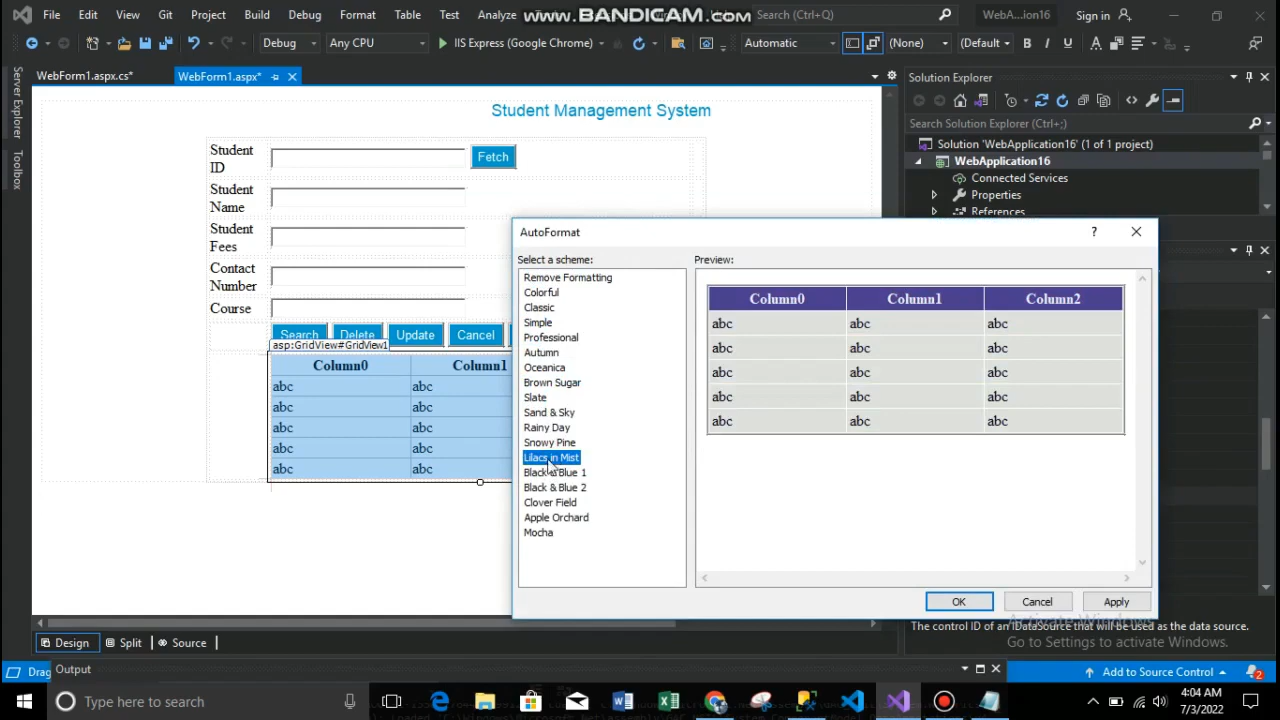 File Edit View Git Project Build Debug Format Table Test Analyze Search (Ctrl+Q) WebA...ion16 Sign in
www.BANDICAM.com
Debug Any CPU IIS Express (Google Chrome) Automatic (None) (Default) B I U A
WebForm1.aspx.cs* WebForm1.aspx*
Server Explorer
Toolbox
Student Management System
Student ID
Fetch
Student Name
Student Fees
Contact Number
Course
Search Delete Update Cancel
asp:GridView#GridView1
Column0 Column1
abc abc
abc abc
abc abc
abc abc
abc abc
Solution Explorer
Search Solution Explorer (Ctrl+;)
Solution 'WebApplication16' (1 of 1 project)
WebApplication16
Connected Services
Properties
References
AutoFormat ?
Select a scheme: Preview:
Remove Formatting
Colorful
Classic
Simple
Professional
Autumn
Oceanica
Brown Sugar
Slate
Sand & Sky
Rainy Day
Snowy Pine
Lilacs in Mist
Black & Blue 1
Black & Blue 2
Clover Field
Apple Orchard
Mocha
Column0 Column1 Column2
abc abc abc
abc abc abc
abc abc abc
abc abc abc
abc abc abc
OK Cancel Apply
Activate Windows
The control ID of an IDataSource that will be used as the data source.
Go to Settings to activate Windows.
Design Split Source
Drag Output
Add to Source Control 2
Type here to search
4:04 AM
7/3/2022